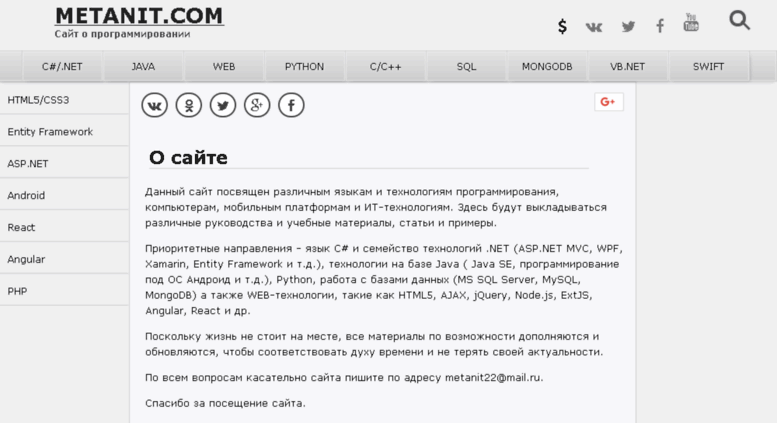 METANIT.COM
Сайт о программировании
$
You
Tube
C#/.NET JAVA WEB PYTHON C/C++ SQL MONGODB VB.NET SWIFT
HTML5/CSS3
Entity Framework
ASP.NET
Android
React
Angular
PHP
G+
О сайте
Данный сайт посвящен различным языкам и технологиям программирования,
компьютерам, мобильным платформам и ИТ-технологиям. Здесь будут выкладываться
различные руководства и учебные материалы, статьи и примеры.
Приоритетные направления - язык C# и семейство технологий .NET (ASP.NET MVC, WPF,
Xamarin, Entity Framework и т.д.), технологии на базе Java ( Java SE, программирование
под ОС Андроид и т.д.), Python, работа с базами данных (MS SQL Server, MySQL,
MongoDB) а также WEB-технологии, такие как HTML5, AJAX, jQuery, Node.js, ExtJS,
Angular, React и др.
Поскольку жизнь не стоит на месте, все материалы по возможности дополняются и
обновляются, чтобы соответствовать духу времени и не терять своей актуальности.
По всем вопросам касательно сайта пишите по адресу metanit22@mail.ru.
Спасибо за посещение сайта.